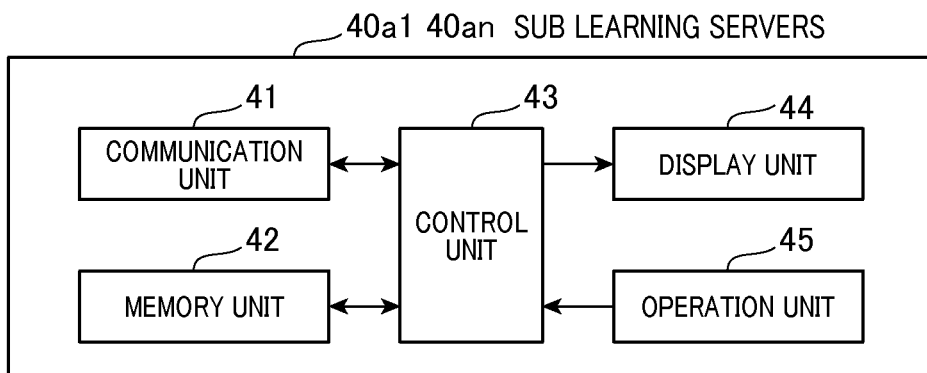 40a1 40an SUB LEARNING SERVERS
41
COMMUNICATION
UNIT
42
MEMORY UNIT
43
CONTROL
UNIT
44
DISPLAY UNIT
45
OPERATION UNIT